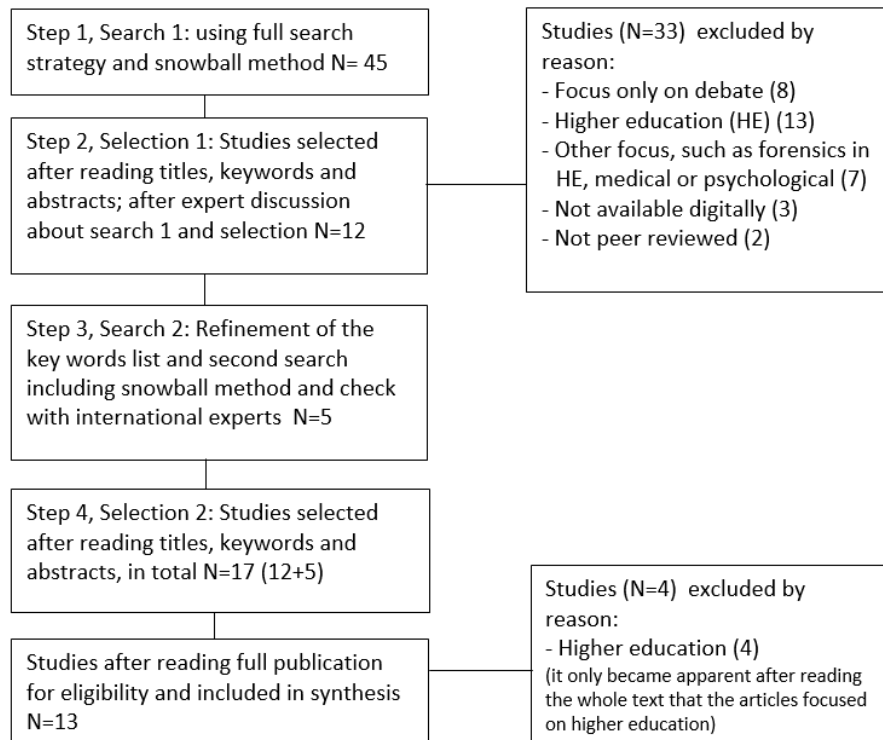 Step 1, Search 1: using full search
strategy and snowball method N= 45
Studies (N=33)  excluded by
reason:
- Focus only on debate (8)
- Higher education (HE) (13)
- Other focus, such as forensics in
HE, medical or psychological (7)
- Not available digitally (3)
- Not peer reviewed (2)
Step 2, Selection 1: Studies selected
after reading titles, keywords and
abstracts; after expert discussion
about search 1 and selection N=12
Step 3, Search 2: Refinement of the
key words list and second search
including snowball method and check
with international experts  N=5
Step 4, Selection 2: Studies selected
after reading titles, keywords and
abstracts, in total N=17 (12+5)
Studies (N=4)  excluded by
reason:
- Higher education (4)
(it only became apparent after reading
the whole text that the articles focused
on higher education)
Studies after reading full publication
for eligibility and included in synthesis
N=13